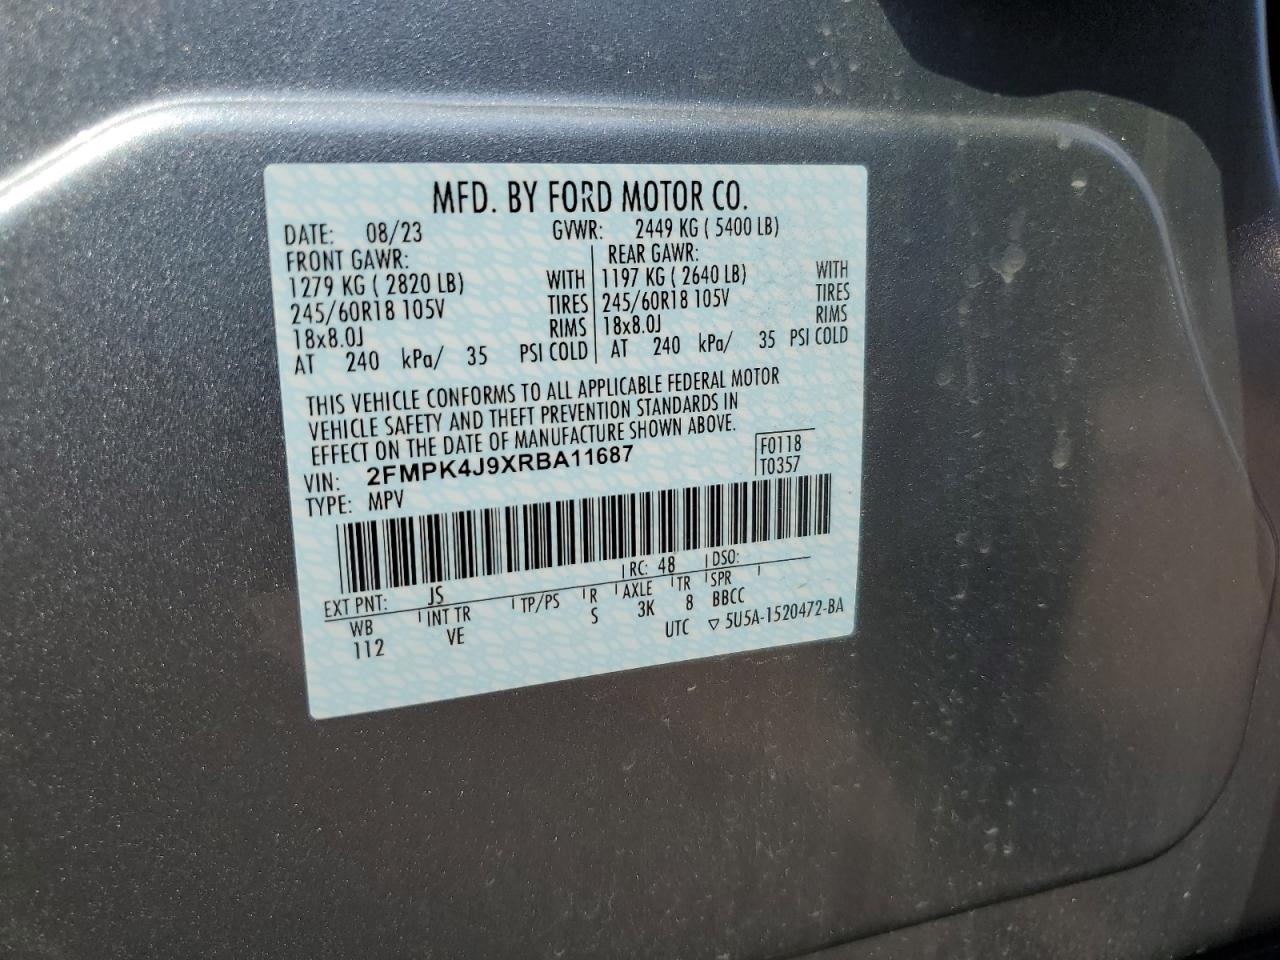 MFD. BY FORD MOTOR CO.
DATE: 08/23 GVWR: 2449 KG ( 5400 LB)
FRONT GAWR: REAR GAWR:
1279 KG ( 2820 LB) WITH 1197 KG ( 2640 LB) WITH
245/60R18 105V TIRES 245/60R18 105V TIRES
18x8.0J RIMS 18x8.0J RIMS
AT 240 kPa/ 35 PSI COLD AT 240 kPa/ 35 PSI COLD
THIS VEHICLE CONFORMS TO ALL APPLICABLE FEDERAL MOTOR
VEHICLE SAFETY AND THEFT PREVENTION STANDARDS IN
EFFECT ON THE DATE OF MANUFACTURE SHOWN ABOVE.
VIN: 2FMPK4J9XRBA11687 F0118
TYPE: MPV T0357
EXT PNT: JS RC: 48 DSO:
WB INT TR TP/PS R AXLE TR SPR
112 VE S 3K 8 BBCC
UTC ▽ 5U5A-1520472-BA